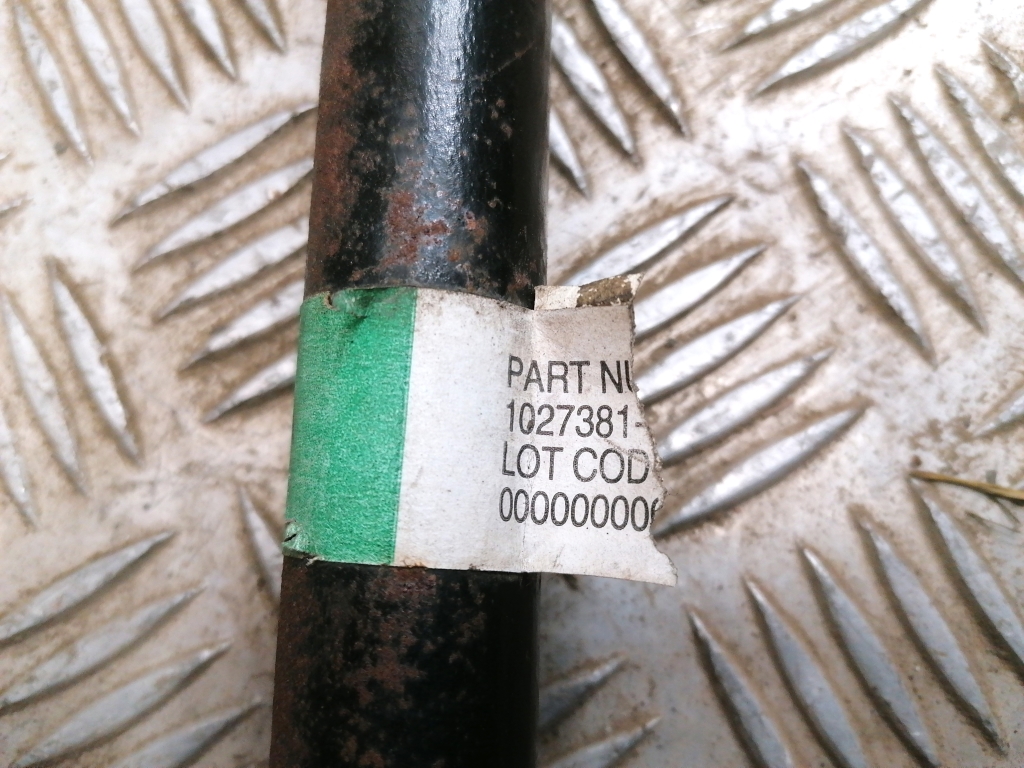 PART NU
1027381-
LOT COD
000000000